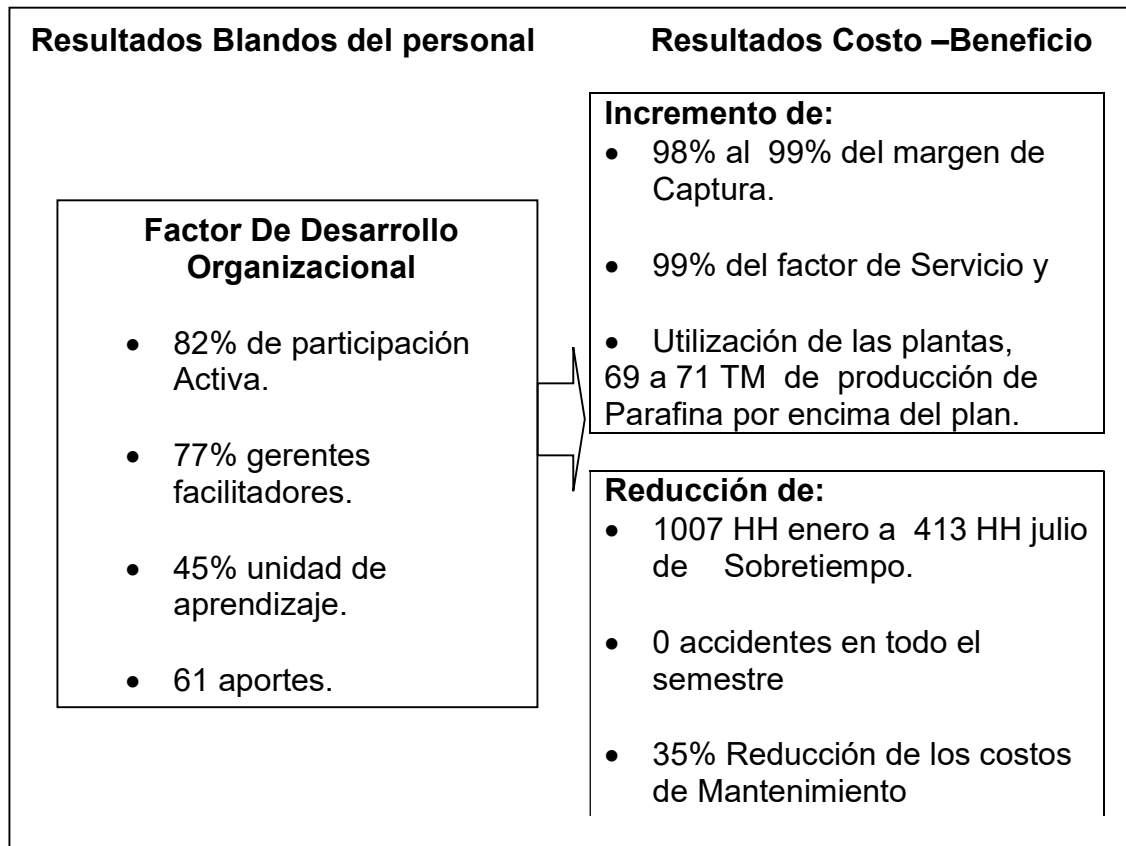 Resultados Blandos del personal
Factor De Desarrollo
Organizacional
• 82% de participación
Activa.
• 77% gerentes
facilitadores.
• 45% unidad de
aprendizaje.
• 61 aportes.
Resultados Costo –Beneficio
Incremento de:
• 98% al 99% del margen de
Captura.
• 99% del factor de Servicio y
• Utilización de las plantas,
69 a 71 TM de producción de
Parafina por encima del plan.
Reducción de:
• 1007 HH enero a 413 HH julio
de Sobretiempo.
• 0 accidentes en todo el
semestre
• 35% Reducción de los costos
de Mantenimiento